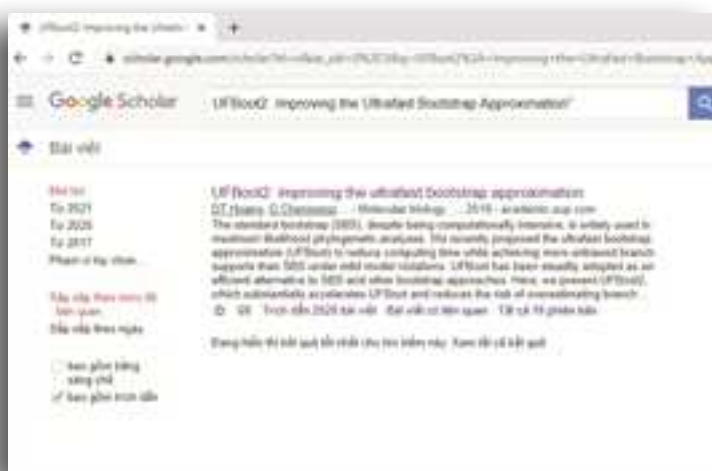 UFBoot2: Improving the ultrafast
scholar.google.com/scholar
Google Scholar
UFBoot2: Improving the Ultrafast Bootstrap Approximation"
Bài viết
Mọi lúc
Từ 2021
Từ 2020
Từ 2017
Phạm vi tùy chọn...
Sắp xếp theo mức độ
liên quan
Sắp xếp theo ngày
bao gồm bằng
sáng chế
bao gồm trích dẫn
UFBoot2: improving the ultrafast bootstrap approximation
DT Hoang, O Chernomor… - Molecular biology …, 2018 - academic.oup.com
The standard bootstrap (SBS), despite being computationally intensive, is widely used in
maximum likelihood phylogenetic analyses. We recently proposed the ultrafast bootstrap
approximation (UFBoot) to reduce computing time while achieving more unbiased branch
supports than SBS under mild model violations. UFBoot has been steadily adopted as an
efficient alternative to SBS and other bootstrap approaches. Here, we present UFBoot2,
which substantially accelerates UFBoot and reduces the risk of overestimating branch
Trích dẫn 2628 bài viết Bài viết có liên quan Tất cả 16 phiên bản
Đang hiển thị kết quả tốt nhất cho tìm kiếm này. Xem tất cả kết quả